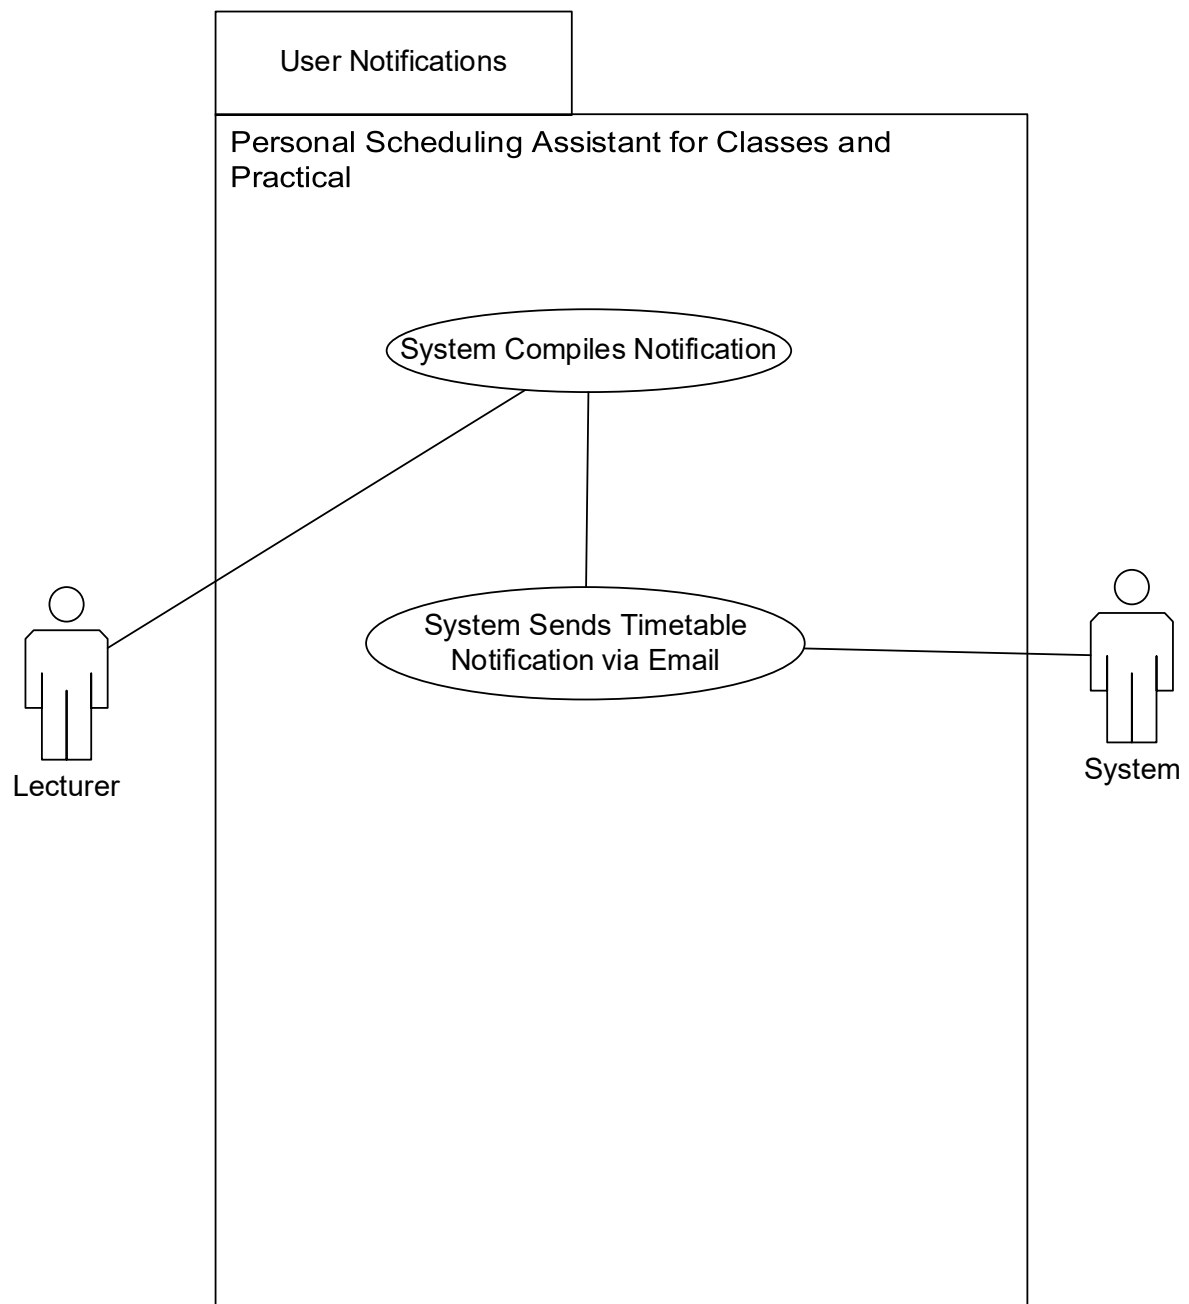 User Notifications
Personal Scheduling Assistant for Classes and
Practical
System Compiles Notification
System Sends Timetable
Notification via Email
Lecturer
System